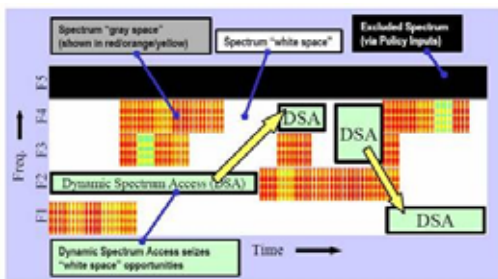 Spectrum "gray space"
(shown in red/orange/yellow)
Spectrum "white space"
Excluded Spectrum
(via Policy Inputs)
F5
F4
DSA
DSA
F3
Freq.
F2
Dynamic Spectrum Access (DSA)
F1
DSA
Dynamic Spectrum Access seizes
"white space" opportunities
Time